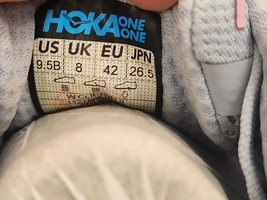 HOKA ONE
ONE
US UK EU JPN
9.5B 8 42 26.5